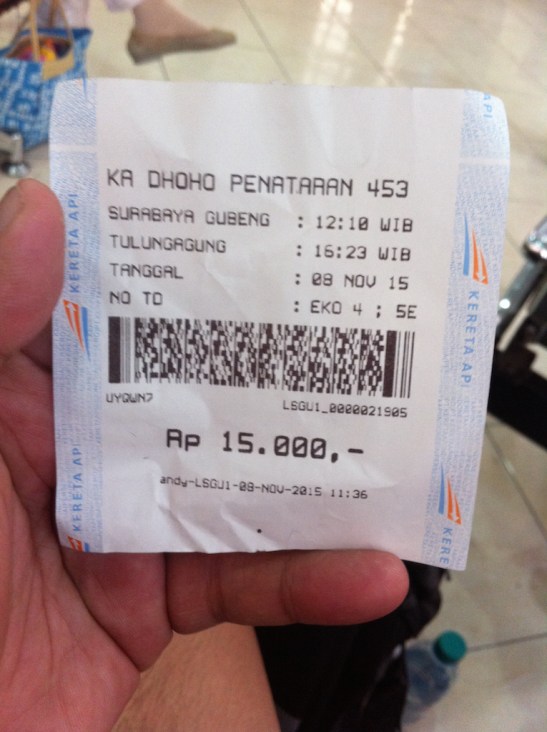 KA DHOHO PENATARAN 453
SURABAYA GUBENG : 12:10 WIB
TULUNGAGUNG : 16:23 WIB
TANGGAL : 08 NOV 15
NO TD : EKO 4 ; 5E
UYQWN7
LSGU1_0000021905
Rp 15.000,-
andy-LSGU1-08-NOV-2015 11:36
KERETA API
KERETA API
API
KERETA API
KERE